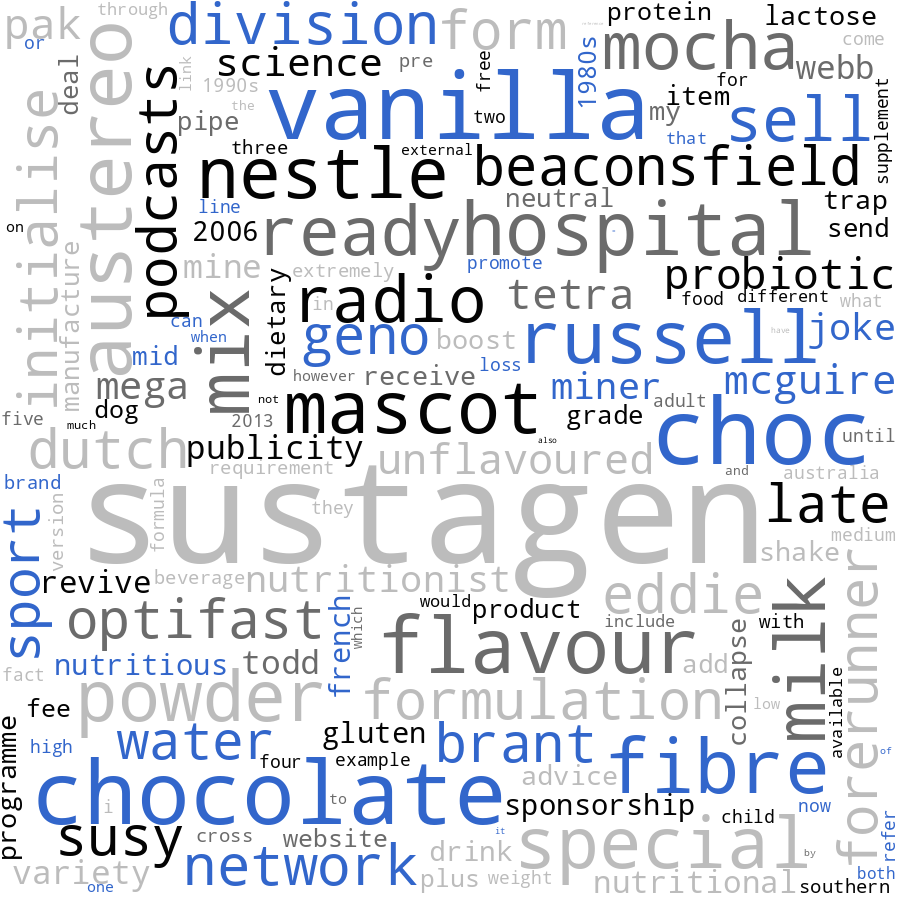 through
pak
or
division
form
protein
lactose
come
science
pre
free
1980s
mocha
webb
deal
link
1990s
the
for
item
vanilla
my
sell
supplement
pipe
two
that
three
external
podcasts
nestle
beaconsfield
initialise
austereo
neutral
trap
line
on
2006
readyhospital
send
manufacture
mine
extremely
promote
probiotic
food
different
what
in
radio
tetra
dietary
can
when
geno
boost
russell
have
joke
mid
mix
loss
however
receive
mega
miner
mcguire
not
dog
five
much
2013
mascot
grade
adult
choc
until
also
dutch
publicity
requirement
unflavoured
and
australia
brand
sustagen
late
version
formula
they
medium
sport
shake
revive
beverage
nutritionist
eddie
milk
forerunner
would
product
optifast
french
which
flavour
include
with
collapse
nutritious
todd
add
fact
powder
formulation
low
available
fee
water
gluten
brant
fibre
of
high
programme
four
example
advice
chocolate
i
to
sponsorship
child
now
refer
susy
cross
website
it
special
drink
by
variety
one
network
plus
weight
nutritional
both
southern